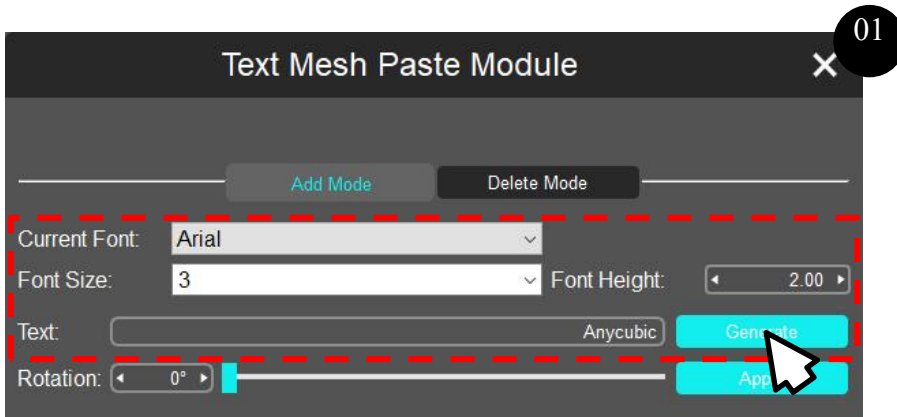 01
Text Mesh Paste Module
Add Mode Delete Mode
Current Font: Arial
Font Size: 3 Font Height: 2.00
Text: Anycubic Generate
Rotation: 0°